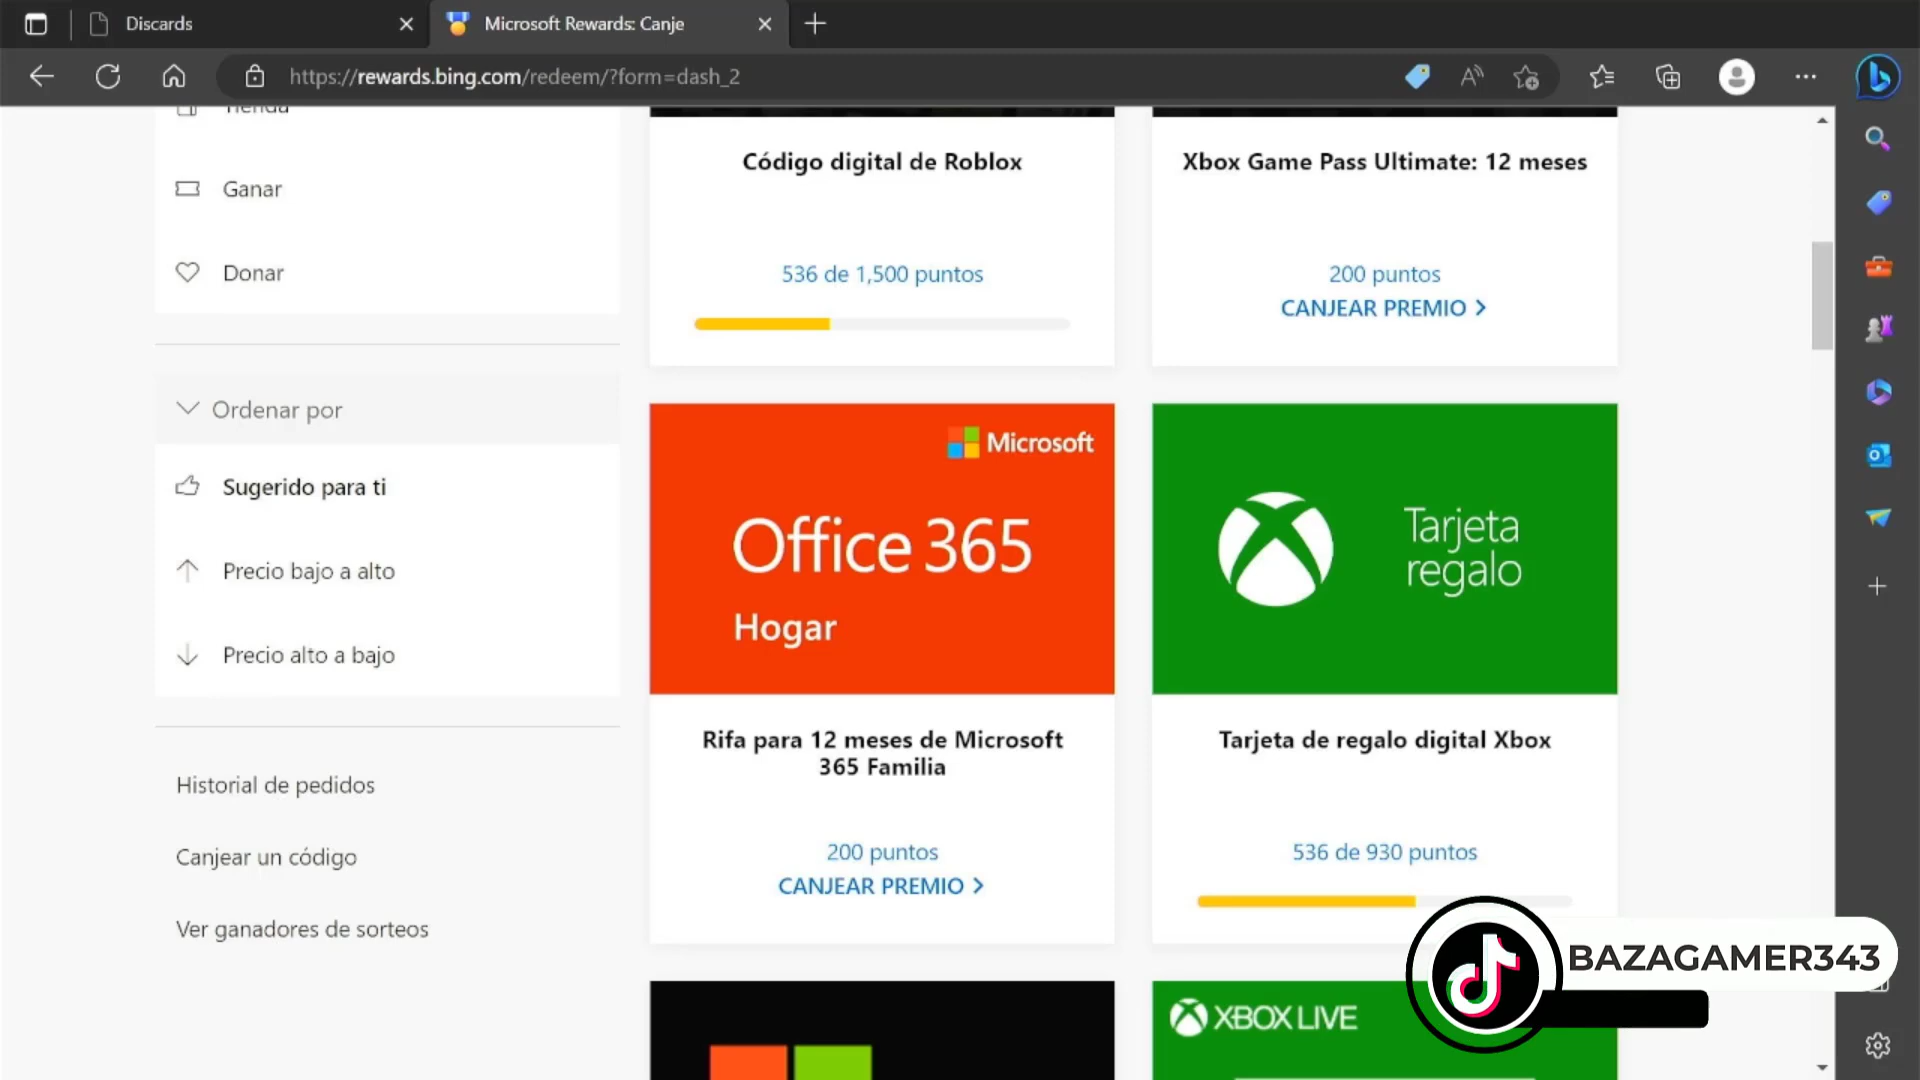 Discards
Microsoft Rewards: Canje
https://rewards.bing.com/redeem/?form=dash_2
Tienda
Ganar
Donar
Ordenar por
Sugerido para ti
Precio bajo a alto
Precio alto a bajo
Historial de pedidos
Canjear un código
Ver ganadores de sorteos
Código digital de Roblox
536 de 1,500 puntos
Xbox Game Pass Ultimate: 12 meses
200 puntos
CANJEAR PREMIO
Microsoft
Office 365
Hogar
Rifa para 12 meses de Microsoft
365 Familia
200 puntos
CANJEAR PREMIO
Tarjeta
regalo
Tarjeta de regalo digital Xbox
536 de 930 puntos
XBOX LIVE
BAZAGAMER343